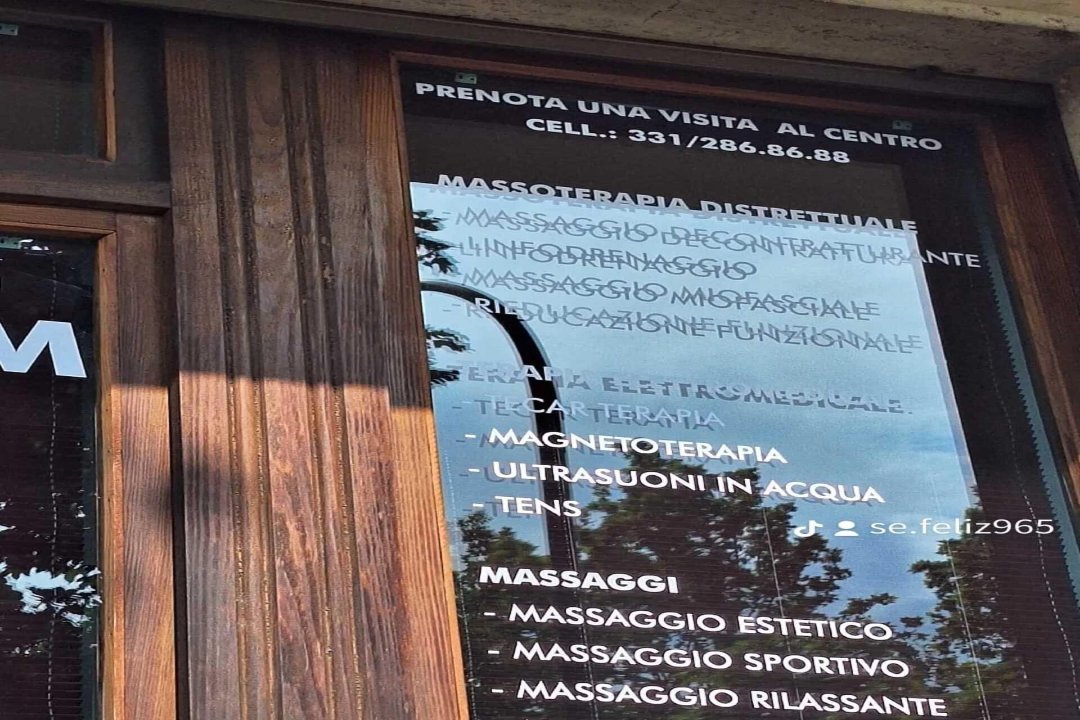 PRENOTA UNA VISITA AL CENTRO
CELL.: 331/286.86.88
MASSOTERAPIA DISTRETTUALE
- MASSAGGIO DECONTRATTURANTE
- LINFODRENAGGIO
- MASSAGGIO MIOFASCIALE
- RIEDUCAZIONE FUNZIONALE
TERAPIA ELETTROMEDICALE:
- TECAR TERAPIA
- MAGNETOTERAPIA
- ULTRASUONI IN ACQUA
- TENS
MASSAGGI
- MASSAGGIO ESTETICO
- MASSAGGIO SPORTIVO
- MASSAGGIO RILASSANTE
M
se.feliz965